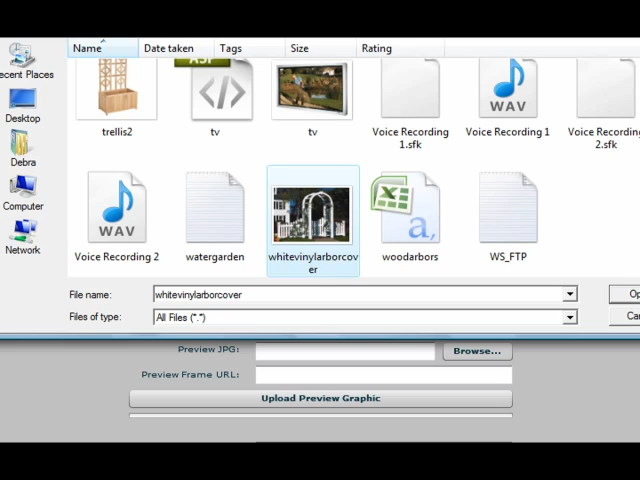 Name Date taken Tags Size Rating
ecent Places
Desktop
Debra
Computer
Network
ASP
WAV
trellis2 tv tv Voice Recording 1.sfk Voice Recording 1 Voice Recording 2.sfk
WAV
a,
Voice Recording 2 watergarden whitevinylarborcov
er woodarbors WS_FTP
File name: whitevinylarborcover Op
Files of type: All Files (*.*) Can
Preview JPG: Browse...
Preview Frame URL:
Upload Preview Graphic